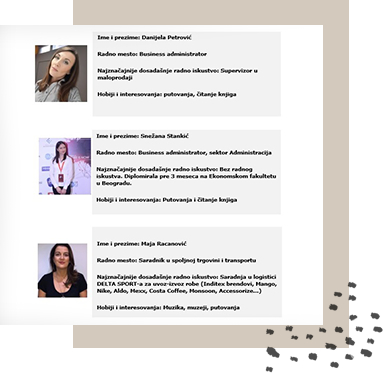 Ime i prezime: Danijela Petrović
Radno mesto: Business administrator
Najznačajnije dosadašnje radno iskustvo: Supervizor u
maloprodaji
Hobiji i interesovanja: putovanja, čitanje knjiga
Ime i prezime: Snežana Stankić
Radno mesto: Business administrator, sektor Administracija
Najznačajnije dosadašnje radno iskustvo: Bez radnog
iskustva. Diplomirala pre 3 meseca na Ekonomskom fakultetu
u Beogradu.
Hobiji i interesovanja: Putovanja i čitanje knjiga
Ime i prezime: Maja Racanović
Radno mesto: Saradnik u spoljnoj trgovini i transportu
Najznačajnije dosadašnje radno iskustvo: Saradnja u logistici
DELTA SPORT-a za uvoz-izvoz robe (Inditex brendovi, Mango,
Nike, Aldo, Mexx, Costa Coffee, Monsoon, Accessorize...)
Hobiji i interesovanja: Muzika, muzeji, putovanja